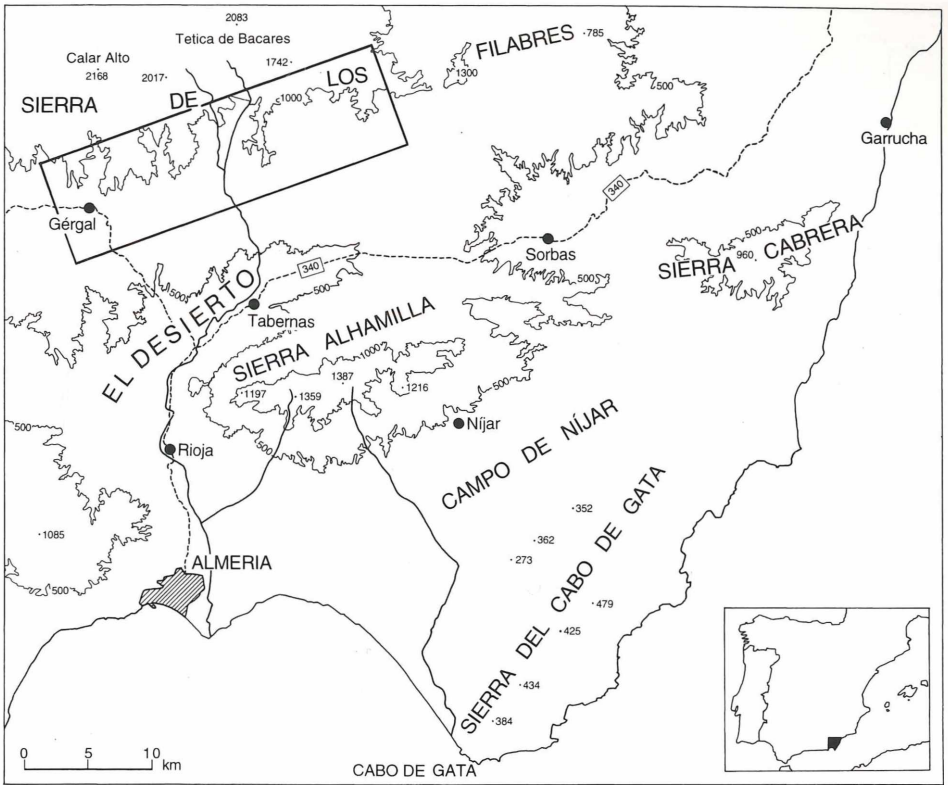 2083
Tetica de Bacares
Calar Alto
2168
2017
1742
1300
785
FILABRES
500
SIERRA DE LOS
1000
Garrucha
340
Gérgal
Sorbas
500
SIERRA CABRERA
960
340
500
500
500
EL DESIERTO
Tabernas
SIERRA ALHAMILLA
1000
1387
1197
1359
1216
500
500
500
Níjar
Rioja
CAMPO DE NÍJAR
352
362
273
1085
ALMERIA
500
479
425
SIERRA DEL CABO DE GATA
434
384
0 5 10
km
CABO DE GATA